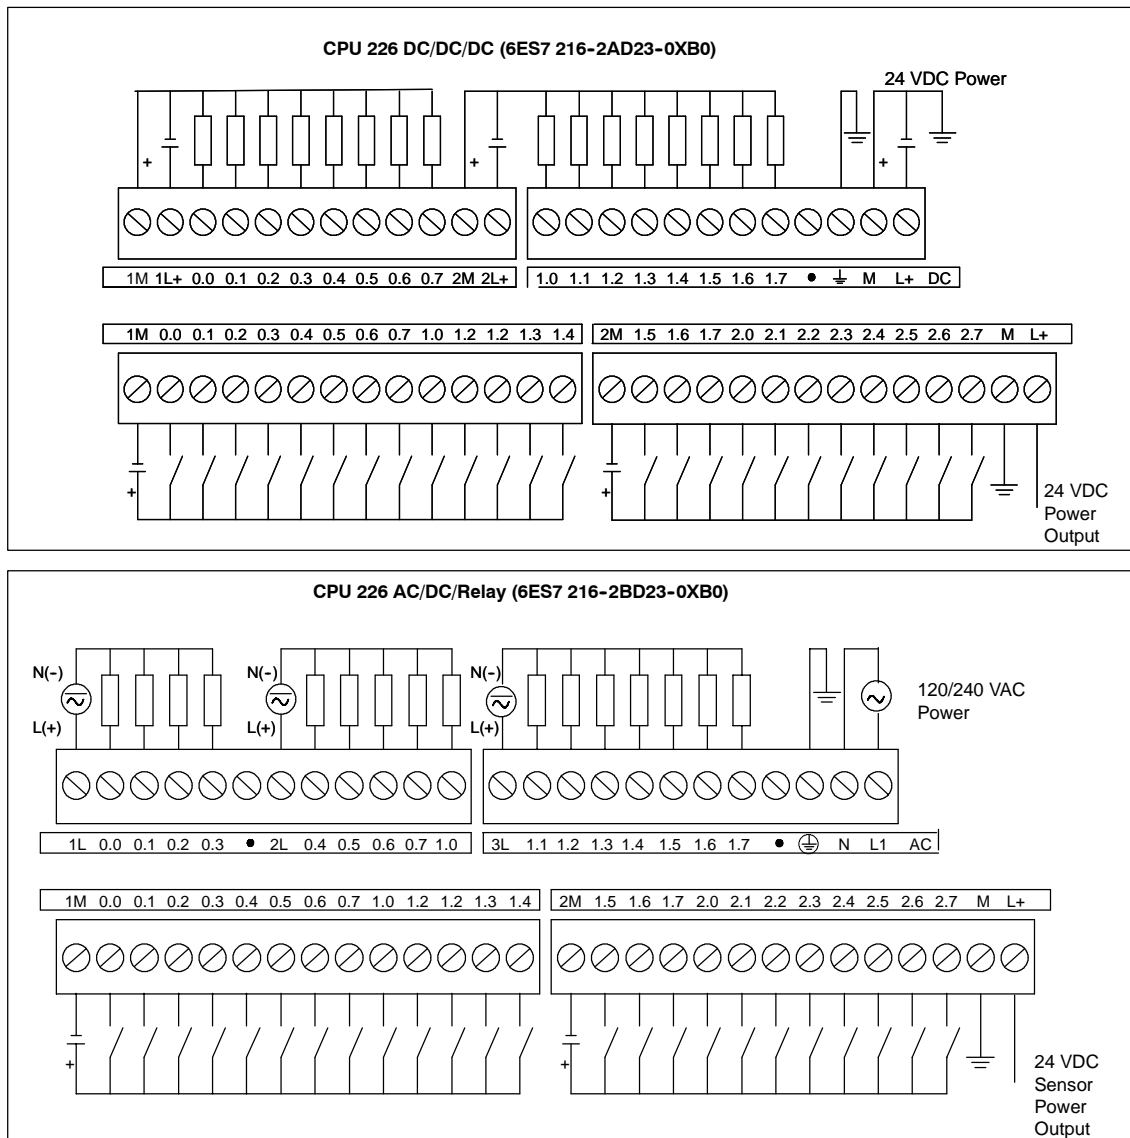 CPU 226 DC/DC/DC (6ES7 216-2AD23-0XB0)
24 VDC Power
+ + +
1M 1L+ 0.0 0.1 0.2 0.3 0.4 0.5 0.6 0.7 2M 2L+ 1.0 1.1 1.2 1.3 1.4 1.5 1.6 1.7 ● ⏚ M L+ DC
1M 0.0 0.1 0.2 0.3 0.4 0.5 0.6 0.7 1.0 1.2 1.2 1.3 1.4 2M 1.5 1.6 1.7 2.0 2.1 2.2 2.3 2.4 2.5 2.6 2.7 M L+
+ +
24 VDC
Power
Output
CPU 226 AC/DC/Relay (6ES7 216-2BD23-0XB0)
N(-) N(-) N(-)
L(+) L(+) L(+)
120/240 VAC
Power
1L 0.0 0.1 0.2 0.3 ● 2L 0.4 0.5 0.6 0.7 1.0 3L 1.1 1.2 1.3 1.4 1.5 1.6 1.7 ● ⏚ N L1 AC
1M 0.0 0.1 0.2 0.3 0.4 0.5 0.6 0.7 1.0 1.2 1.2 1.3 1.4 2M 1.5 1.6 1.7 2.0 2.1 2.2 2.3 2.4 2.5 2.6 2.7 M L+
+ +
24 VDC
Sensor
Power
Output